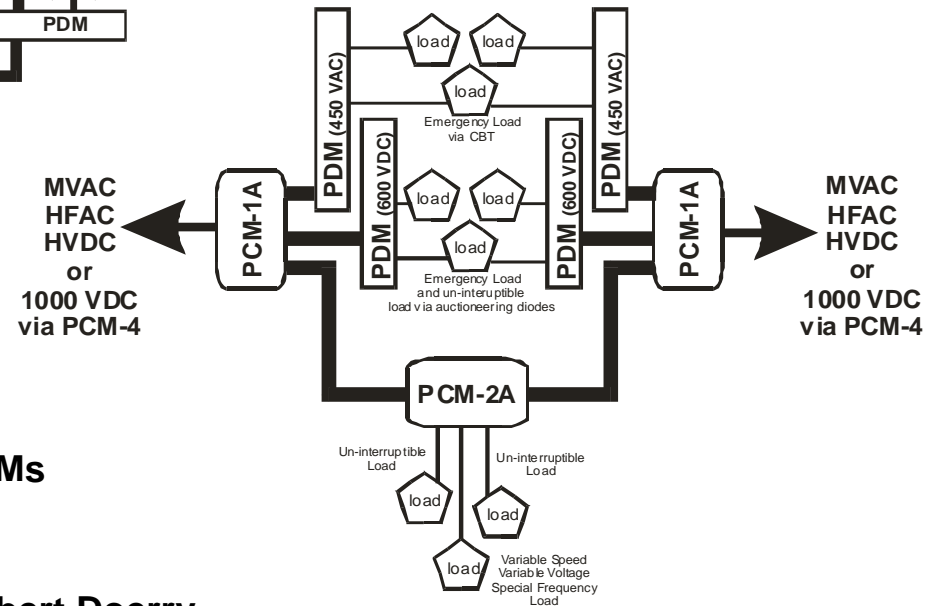 PDM
load
load
load
Emergency Load
via CBT
PDM (450 VAC)
PDM (450 VAC)
PDM (600 VDC)
PDM (600 VDC)
load
load
load
Emergency Load
and un-interuptible
load via auctioneering diodes
PCM-1A
PCM-1A
MVAC
HFAC
HVDC
or
1000 VDC
via PCM-4
MVAC
HFAC
HVDC
or
1000 VDC
via PCM-4
PCM-2A
Un-interruptible
Load
Un-interruptible
Load
load
load
load
Variable Speed
Variable Voltage
Special Frequency
Load
Ms